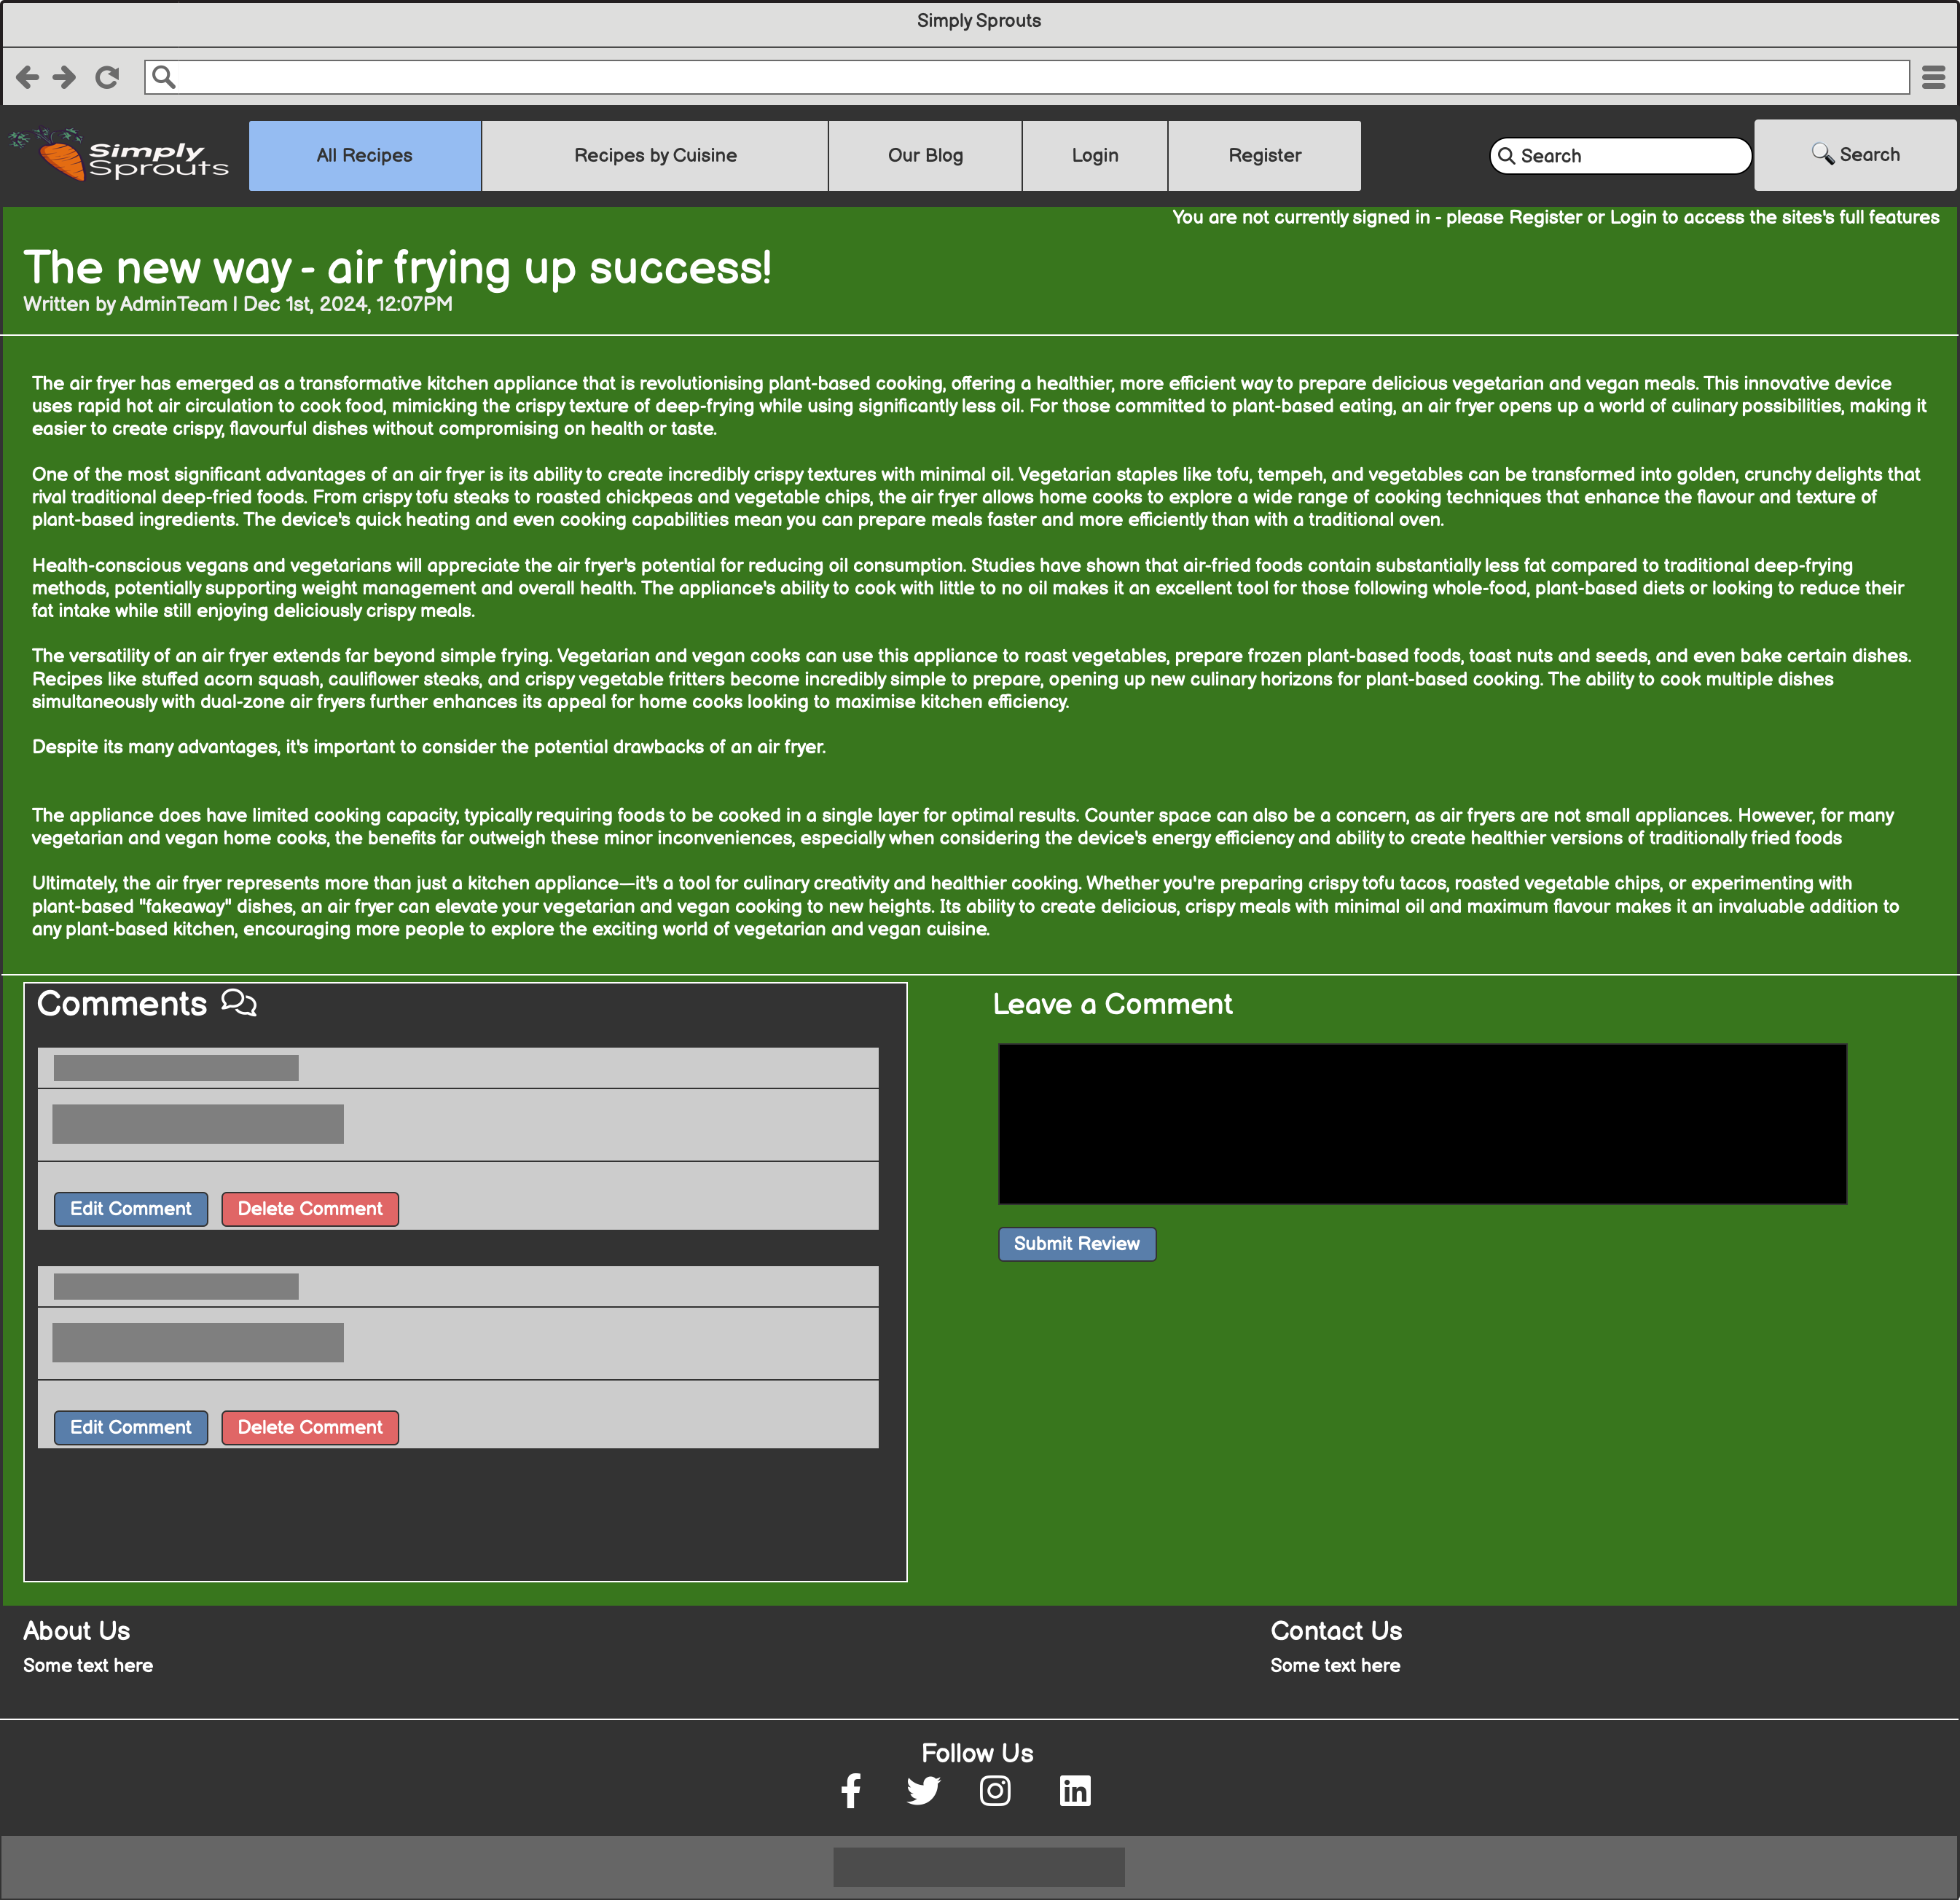 Simply Sprouts
Simply
Sprouts
All Recipes
Recipes by Cuisine
Our Blog
Login
Register
Search
Search
You are not currently signed in - please Register or Login to access the sites's full features
The new way - air frying up success!
Written by AdminTeam | Dec 1st, 2024, 12:07PM
The air fryer has emerged as a transformative kitchen appliance that is revolutionising plant-based cooking, offering a healthier, more efficient way to prepare delicious vegetarian and vegan meals. This innovative device
uses rapid hot air circulation to cook food, mimicking the crispy texture of deep-frying while using significantly less oil. For those committed to plant-based eating, an air fryer opens up a world of culinary possibilities, making it
easier to create crispy, flavourful dishes without compromising on health or taste.
One of the most significant advantages of an air fryer is its ability to create incredibly crispy textures with minimal oil. Vegetarian staples like tofu, tempeh, and vegetables can be transformed into golden, crunchy delights that
rival traditional deep-fried foods. From crispy tofu steaks to roasted chickpeas and vegetable chips, the air fryer allows home cooks to explore a wide range of cooking techniques that enhance the flavour and texture of
plant-based ingredients. The device's quick heating and even cooking capabilities mean you can prepare meals faster and more efficiently than with a traditional oven.
Health-conscious vegans and vegetarians will appreciate the air fryer's potential for reducing oil consumption. Studies have shown that air-fried foods contain substantially less fat compared to traditional deep-frying
methods, potentially supporting weight management and overall health. The appliance's ability to cook with little to no oil makes it an excellent tool for those following whole-food, plant-based diets or looking to reduce their
fat intake while still enjoying deliciously crispy meals.
The versatility of an air fryer extends far beyond simple frying. Vegetarian and vegan cooks can use this appliance to roast vegetables, prepare frozen plant-based foods, toast nuts and seeds, and even bake certain dishes.
Recipes like stuffed acorn squash, cauliflower steaks, and crispy vegetable fritters become incredibly simple to prepare, opening up new culinary horizons for plant-based cooking. The ability to cook multiple dishes
simultaneously with dual-zone air fryers further enhances its appeal for home cooks looking to maximise kitchen efficiency.
Despite its many advantages, it's important to consider the potential drawbacks of an air fryer.
The appliance does have limited cooking capacity, typically requiring foods to be cooked in a single layer for optimal results. Counter space can also be a concern, as air fryers are not small appliances. However, for many
vegetarian and vegan home cooks, the benefits far outweigh these minor inconveniences, especially when considering the device's energy efficiency and ability to create healthier versions of traditionally fried foods
Ultimately, the air fryer represents more than just a kitchen appliance—it's a tool for culinary creativity and healthier cooking. Whether you're preparing crispy tofu tacos, roasted vegetable chips, or experimenting with
plant-based "fakeaway" dishes, an air fryer can elevate your vegetarian and vegan cooking to new heights. Its ability to create delicious, crispy meals with minimal oil and maximum flavour makes it an invaluable addition to
any plant-based kitchen, encouraging more people to explore the exciting world of vegetarian and vegan cuisine.
Comments
Edit Comment
Delete Comment
Edit Comment
Delete Comment
Leave a Comment
Submit Review
About Us
Some text here
Contact Us
Some text here
Follow Us